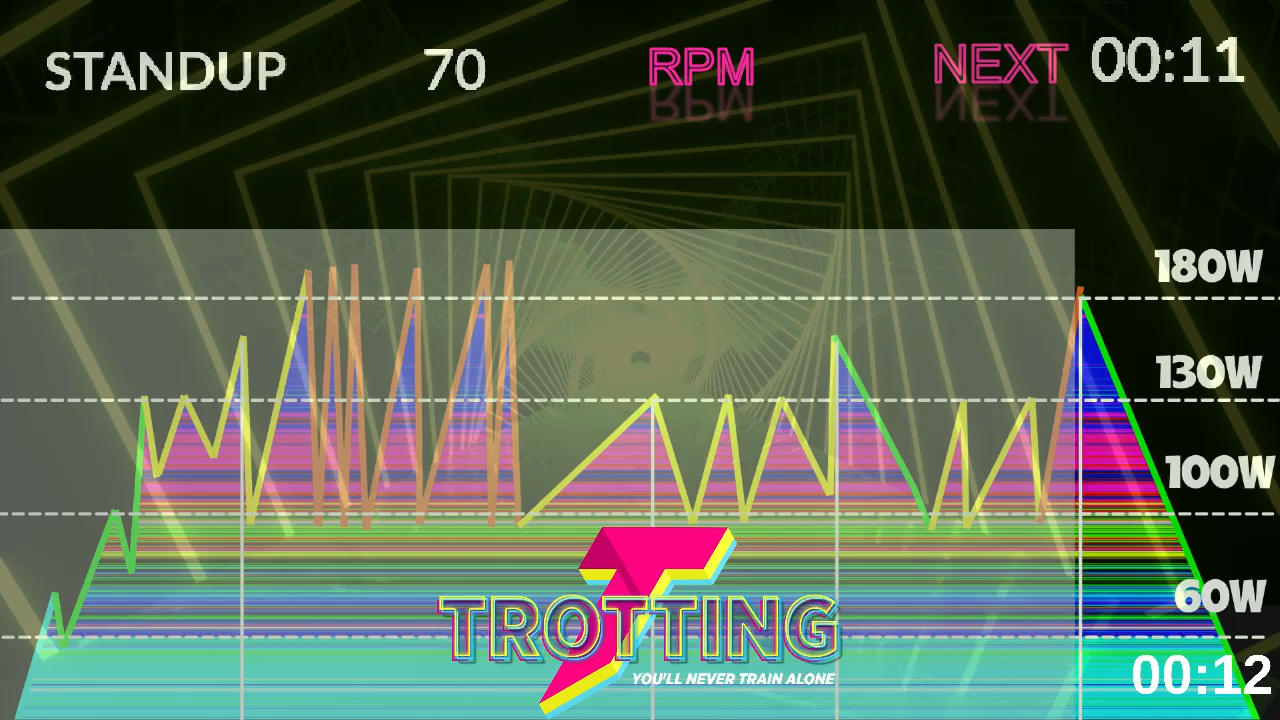 STANDUP 70 RPM NEXT 00:11
180W
130W
100W
60W
TROTTING
YOU'LL NEVER TRAIN ALONE
00:12